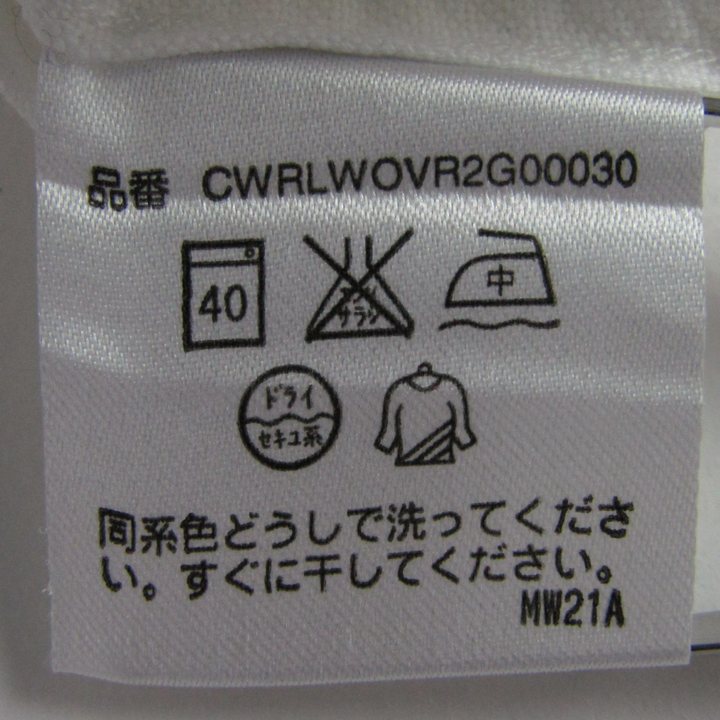 品番 CWRLWOVR2G00030
40
エンソ
サラシ
中
ドライ
セキユ系
同系色どうしで洗ってくださ
い。すぐに干してください。
MW21A